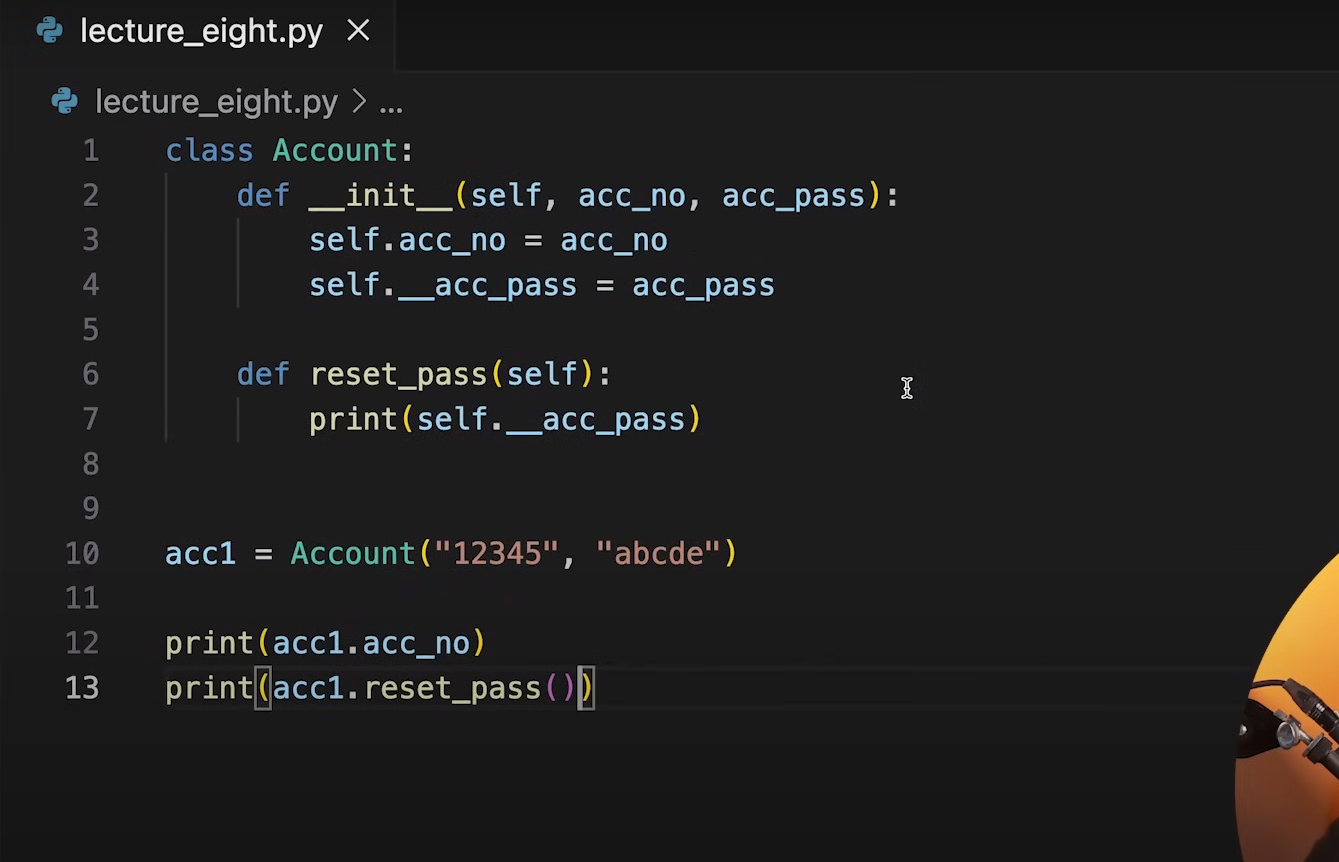 lecture_eight.py ×
lecture_eight.py > ...
1 class Account:
2     def __init__(self, acc_no, acc_pass):
3         self.acc_no = acc_no
4         self.__acc_pass = acc_pass
5
6     def reset_pass(self):
7         print(self.__acc_pass)
8
9
10 acc1 = Account("12345", "abcde")
11
12 print(acc1.acc_no)
13 print(acc1.reset_pass())